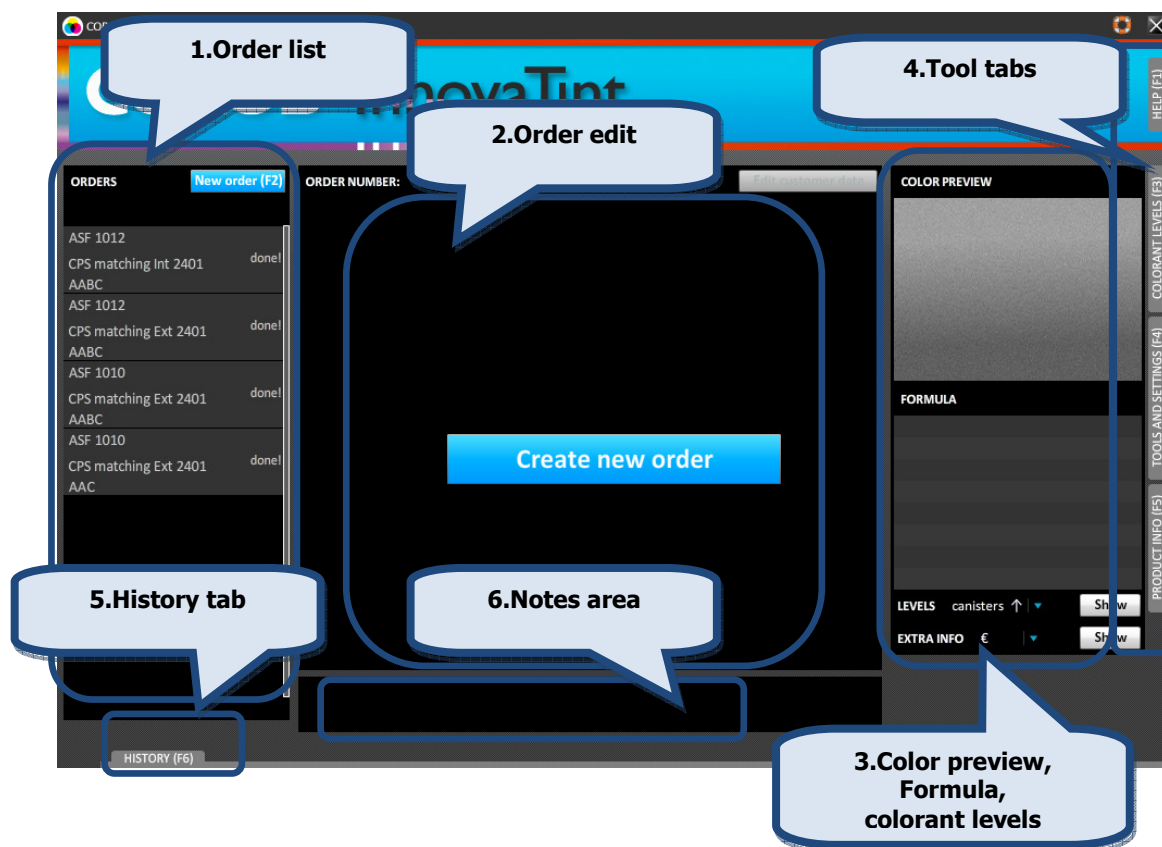 1.Order list
4.Tool tabs
HELP (F1)
InnovaTint
2.Order edit
ORDERS
New order (F2)
ORDER NUMBER:
Edit customer data
COLOR PREVIEW
COLORANT LEVELS (F3)
ASF 1012
CPS matching Int 2401
done!
AABC
ASF 1012
CPS matching Ext 2401
done!
AABC
ASF 1010
CPS matching Ext 2401
done!
AABC
ASF 1010
CPS matching Ext 2401
done!
AAC
TOOLS AND SETTINGS (F4)
FORMULA
Create new order
PRODUCT INFO (F5)
5.History tab
6.Notes area
LEVELS canisters ↑ Show
EXTRA INFO € Show
HISTORY (F6)
3.Color preview,
Formula,
colorant levels